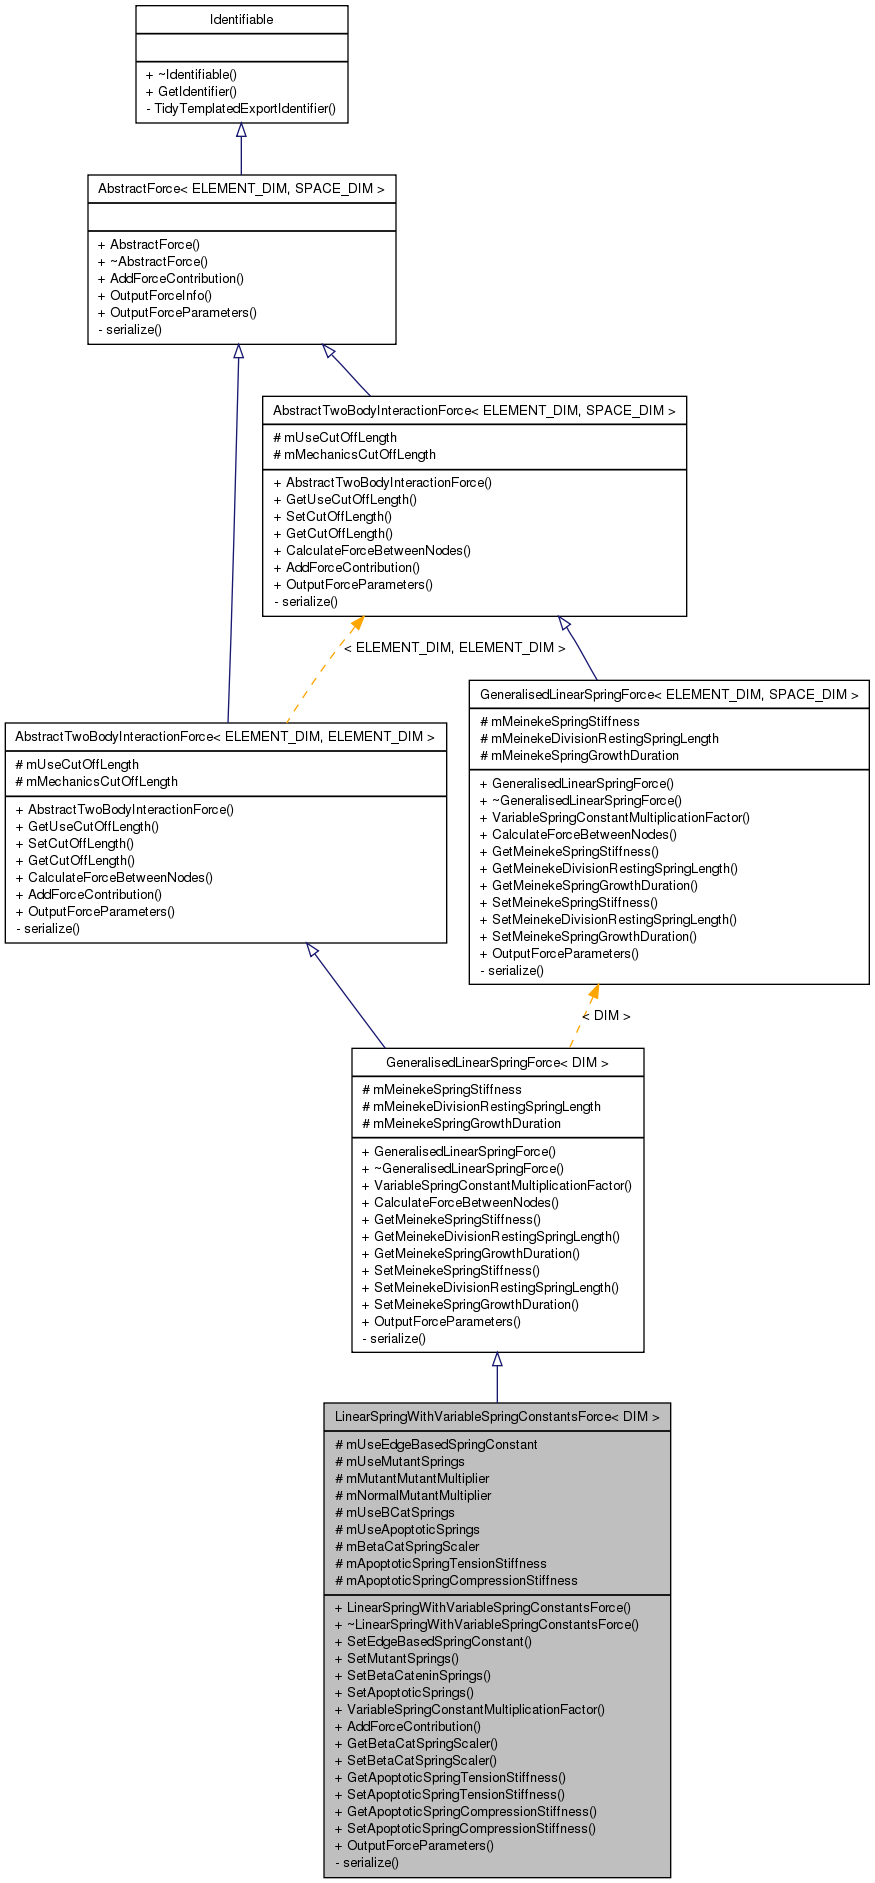 Identifiable
+ ~Identifiable()
+ GetIdentifier()
- TidyTemplatedExportIdentifier()
AbstractForce< ELEMENT_DIM, SPACE_DIM >
+ AbstractForce()
+ ~AbstractForce()
+ AddForceContribution()
+ OutputForceInfo()
+ OutputForceParameters()
- serialize()
AbstractTwoBodyInteractionForce< ELEMENT_DIM, SPACE_DIM >
# mUseCutOffLength
# mMechanicsCutOffLength
+ AbstractTwoBodyInteractionForce()
+ GetUseCutOffLength()
+ SetCutOffLength()
+ GetCutOffLength()
+ CalculateForceBetweenNodes()
+ AddForceContribution()
+ OutputForceParameters()
- serialize()
< ELEMENT_DIM, ELEMENT_DIM >
GeneralisedLinearSpringForce< ELEMENT_DIM, SPACE_DIM >
# mMeinekeSpringStiffness
# mMeinekeDivisionRestingSpringLength
# mMeinekeSpringGrowthDuration
+ GeneralisedLinearSpringForce()
+ ~GeneralisedLinearSpringForce()
+ VariableSpringConstantMultiplicationFactor()
+ CalculateForceBetweenNodes()
+ GetMeinekeSpringStiffness()
+ GetMeinekeDivisionRestingSpringLength()
+ GetMeinekeSpringGrowthDuration()
+ SetMeinekeSpringStiffness()
+ SetMeinekeDivisionRestingSpringLength()
+ SetMeinekeSpringGrowthDuration()
+ OutputForceParameters()
- serialize()
AbstractTwoBodyInteractionForce< ELEMENT_DIM, ELEMENT_DIM >
# mUseCutOffLength
# mMechanicsCutOffLength
+ AbstractTwoBodyInteractionForce()
+ GetUseCutOffLength()
+ SetCutOffLength()
+ GetCutOffLength()
+ CalculateForceBetweenNodes()
+ AddForceContribution()
+ OutputForceParameters()
- serialize()
< DIM >
GeneralisedLinearSpringForce< DIM >
# mMeinekeSpringStiffness
# mMeinekeDivisionRestingSpringLength
# mMeinekeSpringGrowthDuration
+ GeneralisedLinearSpringForce()
+ ~GeneralisedLinearSpringForce()
+ VariableSpringConstantMultiplicationFactor()
+ CalculateForceBetweenNodes()
+ GetMeinekeSpringStiffness()
+ GetMeinekeDivisionRestingSpringLength()
+ GetMeinekeSpringGrowthDuration()
+ SetMeinekeSpringStiffness()
+ SetMeinekeDivisionRestingSpringLength()
+ SetMeinekeSpringGrowthDuration()
+ OutputForceParameters()
- serialize()
LinearSpringWithVariableSpringConstantsForce< DIM >
# mUseEdgeBasedSpringConstant
# mUseMutantSprings
# mMutantMutantMultiplier
# mNormalMutantMultiplier
# mUseBCatSprings
# mUseApoptoticSprings
# mBetaCatSpringScaler
# mApoptoticSpringTensionStiffness
# mApoptoticSpringCompressionStiffness
+ LinearSpringWithVariableSpringConstantsForce()
+ ~LinearSpringWithVariableSpringConstantsForce()
+ SetEdgeBasedSpringConstant()
+ SetMutantSprings()
+ SetBetaCateninSprings()
+ SetApoptoticSprings()
+ VariableSpringConstantMultiplicationFactor()
+ AddForceContribution()
+ GetBetaCatSpringScaler()
+ SetBetaCatSpringScaler()
+ GetApoptoticSpringTensionStiffness()
+ SetApoptoticSpringTensionStiffness()
+ GetApoptoticSpringCompressionStiffness()
+ SetApoptoticSpringCompressionStiffness()
+ OutputForceParameters()
- serialize()